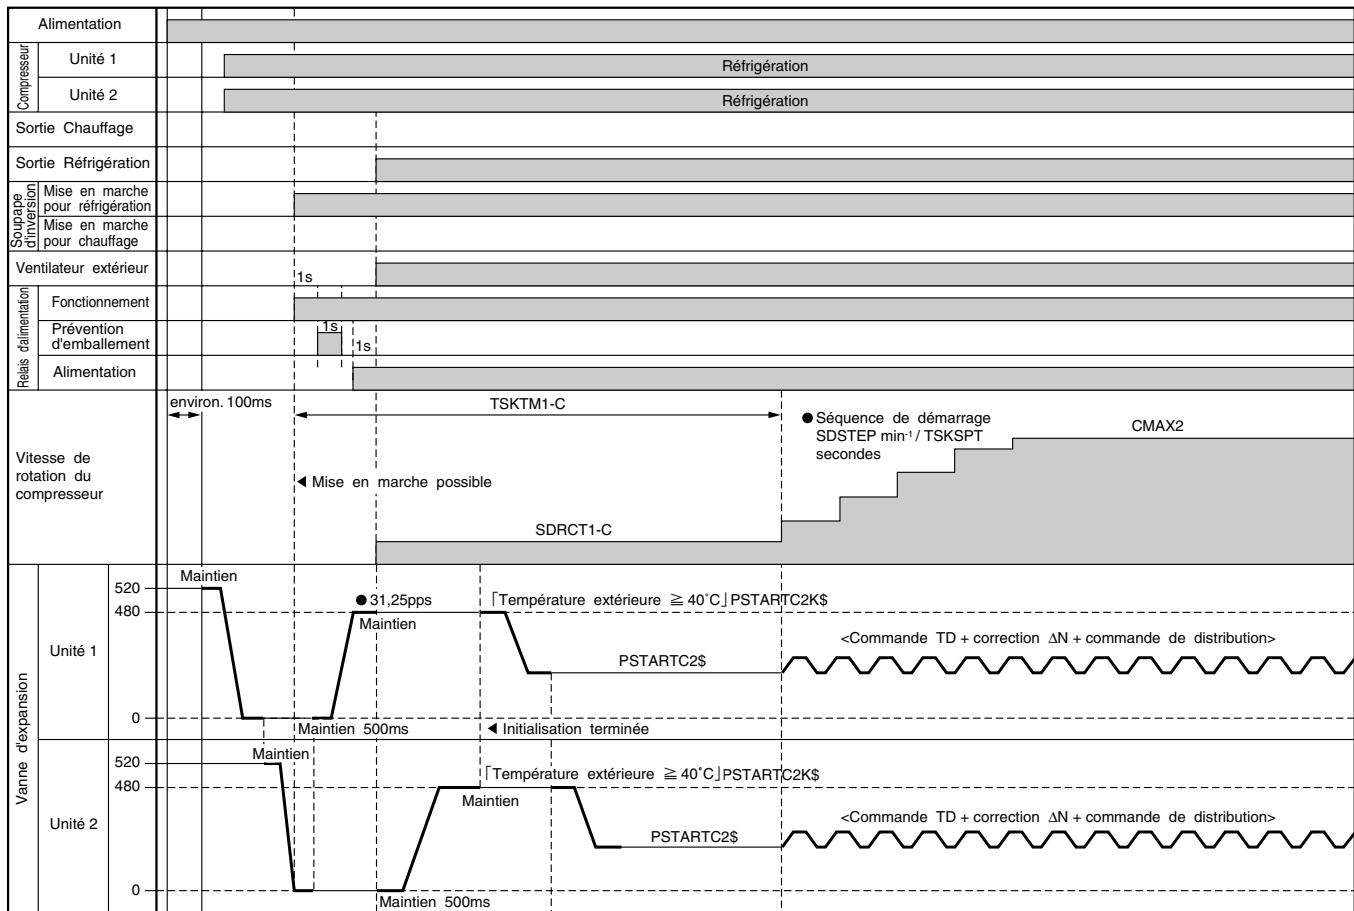 Alimentation
Compresseur
Unité 1
Réfrigération
Unité 2
Réfrigération
Sortie Chauffage
Sortie Réfrigération
Soupape
d'inversion
Mise en marche
pour réfrigération
Mise en marche
pour chauffage
Ventilateur extérieur
1s
Relais d'alimentation
Fonctionnement
Prévention
d'emballement
1s
1s
Alimentation
environ. 100ms
TSKTM1-C
● Séquence de démarrage
SDSTEP min-1 / TSKSPT
secondes
CMAX2
Vitesse de
rotation du
compresseur
◀ Mise en marche possible
SDRCT1-C
Vanne d'expansion
Unité 1
520
480
0
Maintien
● 31,25pps
Maintien
「Température extérieure ≧ 40˚C」PSTARTC2K$
PSTARTC2$
<Commande TD + correction ΔN + commande de distribution>
Maintien 500ms
◀ Initialisation terminée
Unité 2
520
480
0
Maintien
「Température extérieure ≧ 40˚C」PSTARTC2K$
Maintien
PSTARTC2$
<Commande TD + correction ΔN + commande de distribution>
Maintien 500ms